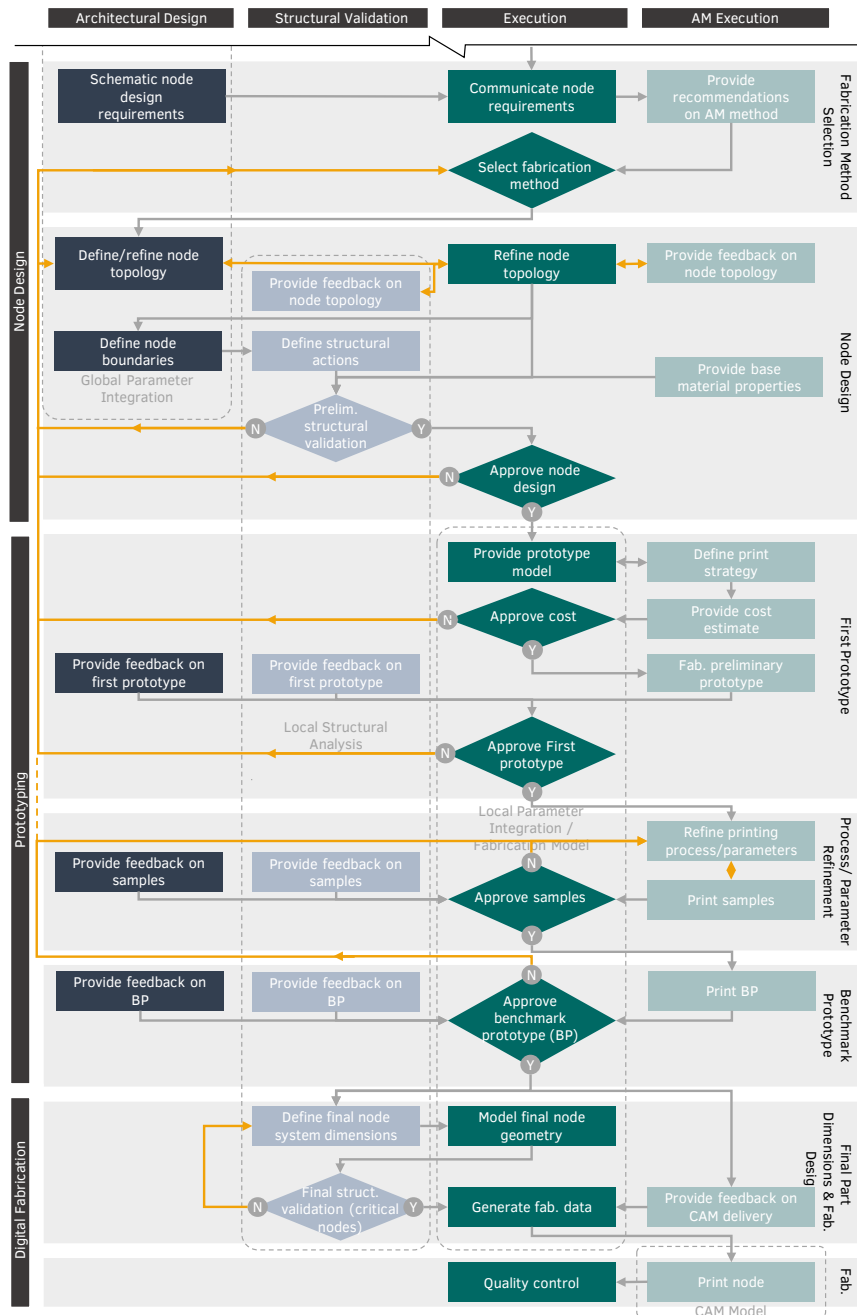 Architectural Design
Structural Validation
Execution
AM Execution
Node Design
Fabrication Method
Selection
Schematic node
design
requirements
Communicate node
requirements
Provide
recommendations
on AM method
Select fabrication
method
Node Design
Define/refine node
topology
Refine node
topology
Provide feedback on
node topology
Provide feedback on
node topology
Define node
boundaries
Define structural
actions
Global Parameter
Integration
Provide base
material properties
Prelim.
structural
validation
N
Y
Approve node
design
N
Y
Prototyping
First Prototype
Provide prototype
model
Define print
strategy
Approve cost
N
Y
Provide cost
estimate
Provide feedback on
first prototype
Provide feedback on
first prototype
Fab. preliminary
prototype
Local Structural
Analysis
Approve First
prototype
N
Y
Process/ Parameter
Refinement
Local Parameter
Integration /
Fabrication Model
Refine printing
process/parameters
Provide feedback on
samples
Provide feedback on
samples
N
Approve samples
Y
Print samples
Benchmark
Prototype
Provide feedback on
BP
Provide feedback on
BP
N
Approve
benchmark
prototype (BP)
Y
Print BP
Digital Fabrication
Final Part
Dimensions & Fab.
Desig
Define final node
system dimensions
Model final node
geometry
N
Final struct.
validation (critical
nodes)
Y
Generate fab. data
Provide feedback on
CAM delivery
Fab.
Quality control
Print node
CAM Model